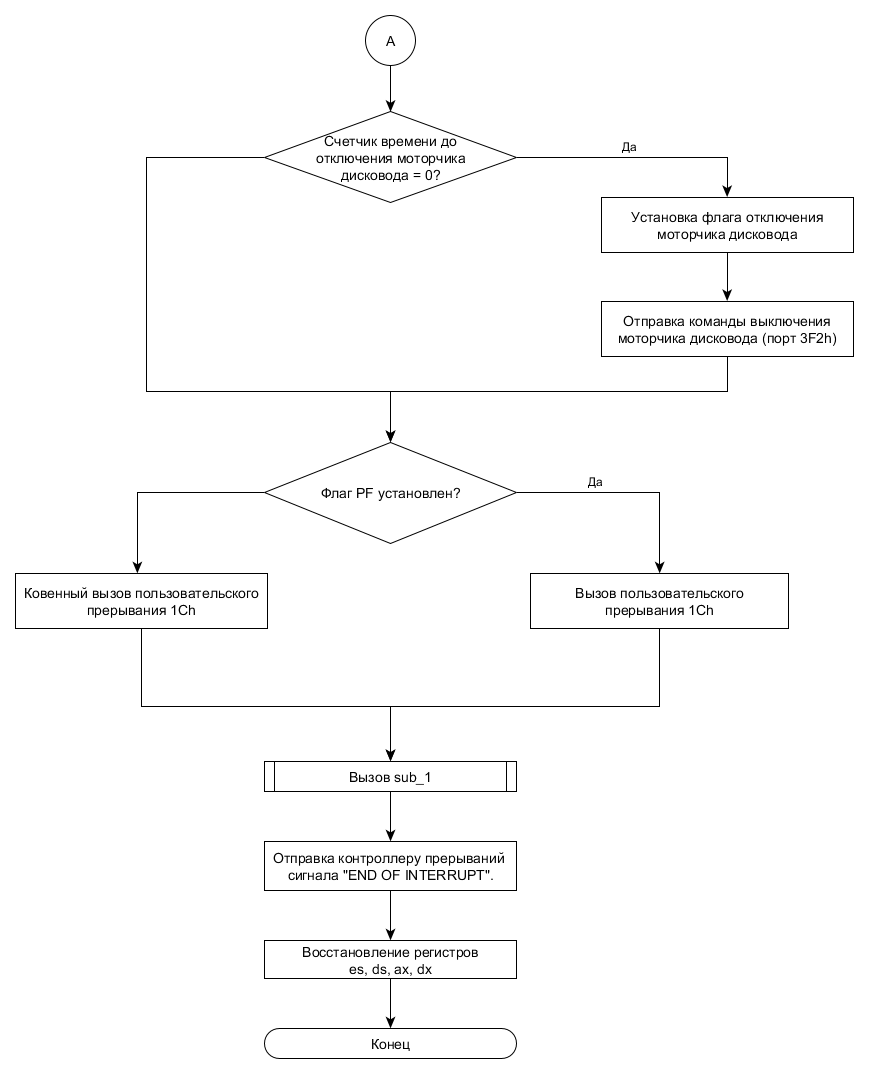 А
Счетчик времени до
отключения моторчика
дисковода = 0?
Да
Установка флага отключения
моторчика дисковода
Отправка команды выключения
моторчика дисковода (порт 3F2h)
Флаг PF установлен?
Да
Ковенный вызов пользовательского
прерывания 1Ch
Вызов пользовательского
прерывания 1Ch
Вызов sub_1
Отправка контроллеру прерываний
сигнала "END OF INTERRUPT".
Восстановление регистров
es, ds, ax, dx
Конец